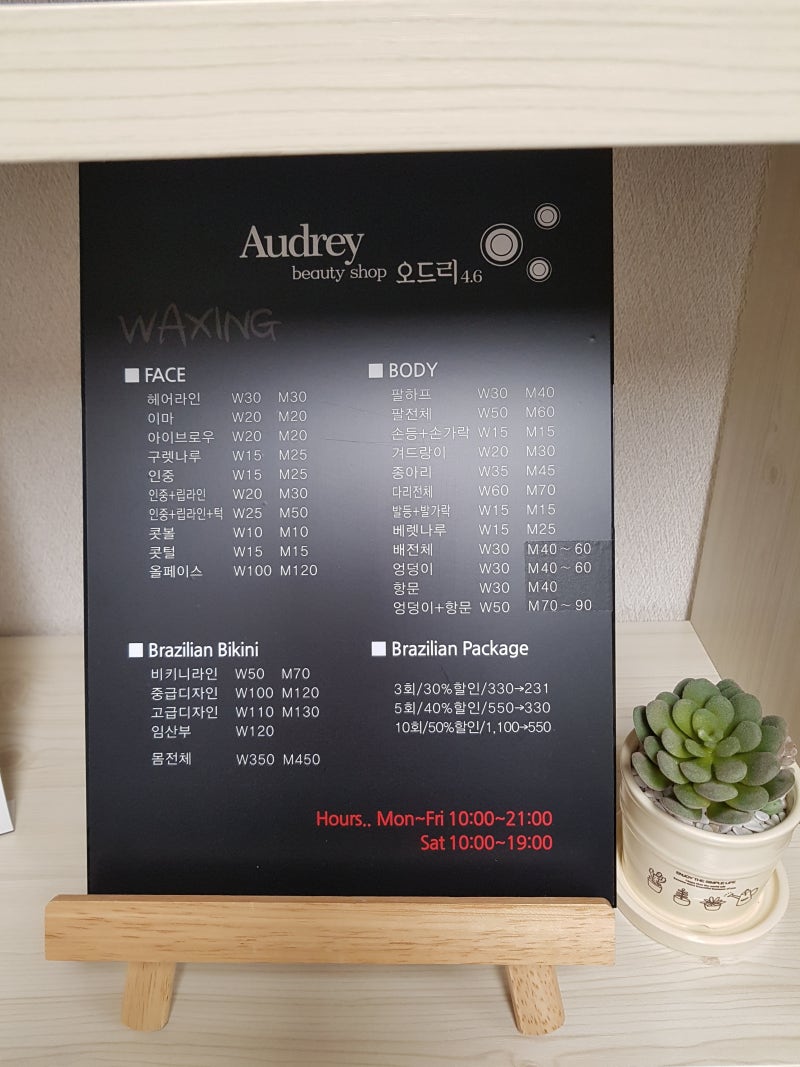 Audrey
beauty shop 오드리 4.6
WAXING
■ FACE
헤어라인 W30 M30
이마 W20 M20
아이브로우 W20 M20
구렛나루 W15 M25
인중 W15 M25
인중+립라인 W20 M30
인중+립라인+턱 W25 M50
콧볼 W10 M10
콧털 W15 M15
올페이스 W100 M120
■ BODY
팔하프 W30 M40
팔전체 W50 M60
손등+손가락 W15 M15
겨드랑이 W20 M30
종아리 W35 M45
다리전체 W60 M70
발등+발가락 W15 M15
베렛나루 W15 M25
배전체 W30 M40~60
엉덩이 W30 M40~60
항문 W30 M40
엉덩이+항문 W50 M70~90
■ Brazilian Bikini
비키니라인 W50 M70
중급디자인 W100 M120
고급디자인 W110 M130
임산부 W120
몸전체 W350 M450
■ Brazilian Package
3회/30%할인/330→231
5회/40%할인/550→330
10회/50%할인/1,100→550
Hours.. Mon~Fri 10:00~21:00
Sat 10:00~19:00
ENJOY THE SIMPLE LIFE